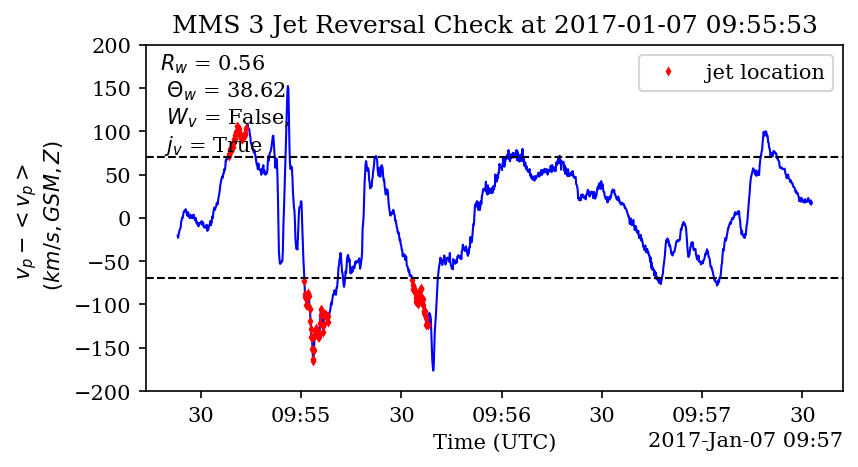 MMS 3 Jet Reversal Check at 2017-01-07 09:55:53
200
150
100
50
0
−50
−100
−150
−200
v_p − <v_p>
(km/s, GSM, Z)
R_w = 0.56
Θ_w = 38.62,
W_v = False,
j_v = True
jet location
30
09:55
30
09:56
30
09:57
30
Time (UTC)
2017-Jan-07 09:57